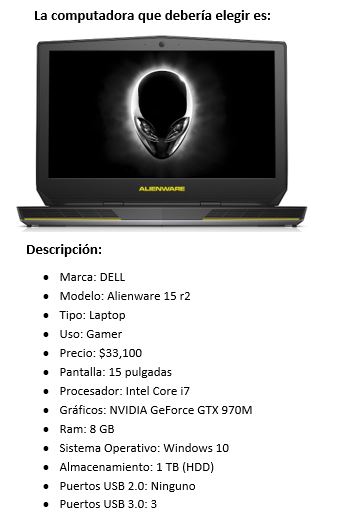 La computadora que debería elegir es:
ALIENWARE
Descripción:
• Marca: DELL
• Modelo: Alienware 15 r2
• Tipo: Laptop
• Uso: Gamer
• Precio: $33,100
• Pantalla: 15 pulgadas
• Procesador: Intel Core i7
• Gráficos: NVIDIA GeForce GTX 970M
• Ram: 8 GB
• Sistema Operativo: Windows 10
• Almacenamiento: 1 TB (HDD)
• Puertos USB 2.0: Ninguno
• Puertos USB 3.0: 3